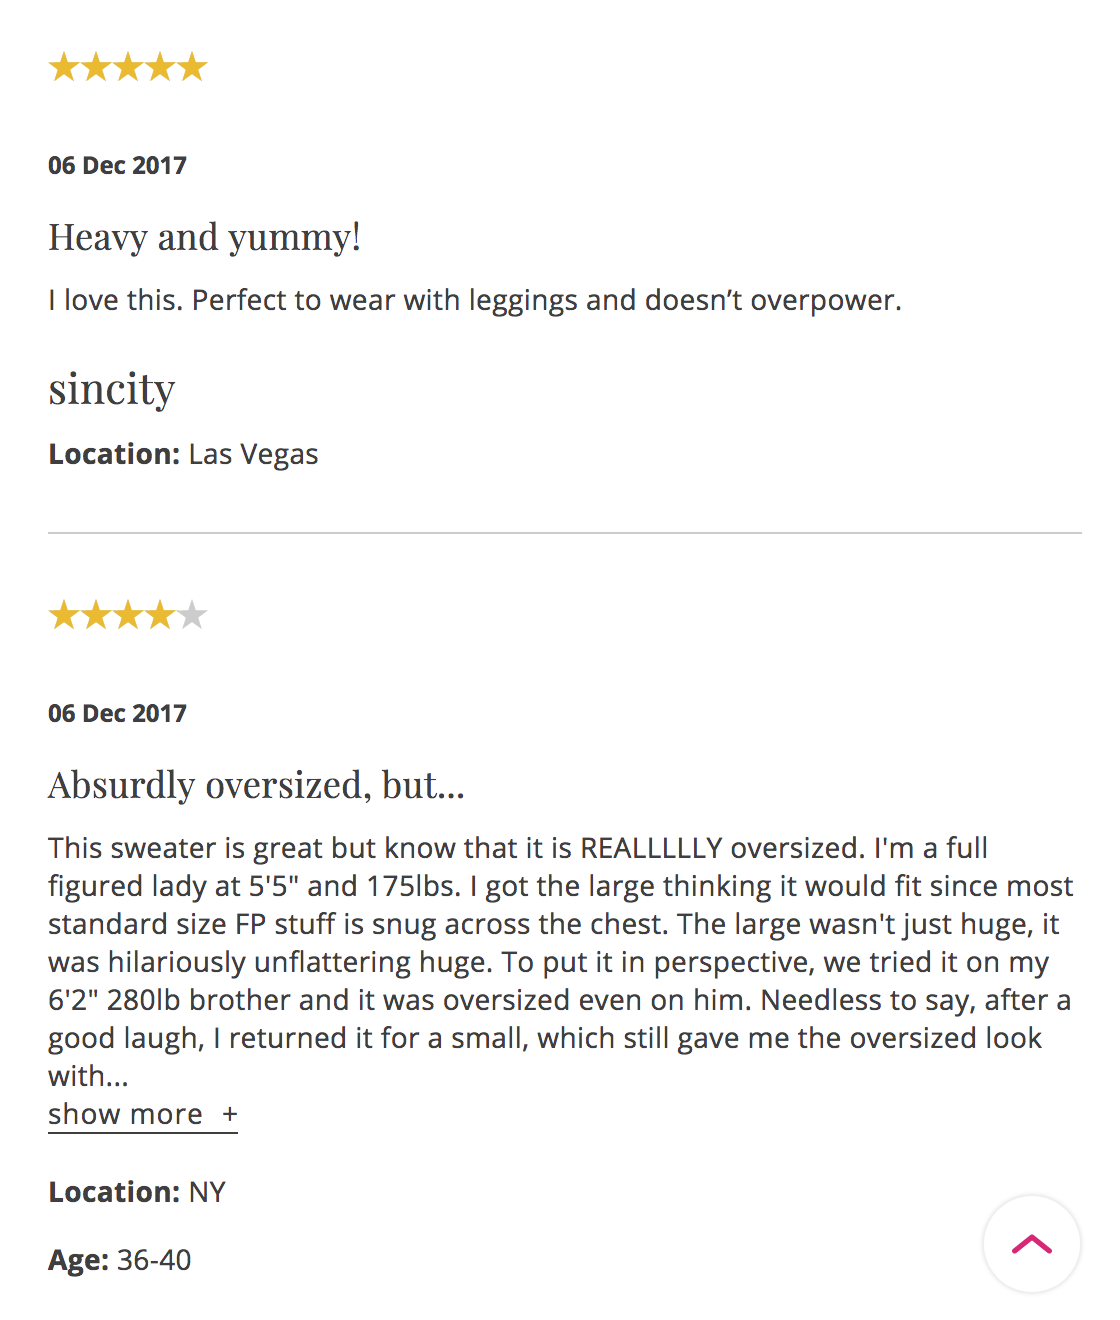 06 Dec 2017
Heavy and yummy!
I love this. Perfect to wear with leggings and doesn’t overpower.
sincity
Location: Las Vegas
06 Dec 2017
Absurdly oversized, but...
This sweater is great but know that it is REALLLLLY oversized. I'm a full
figured lady at 5'5" and 175lbs. I got the large thinking it would fit since most
standard size FP stuff is snug across the chest. The large wasn't just huge, it
was hilariously unflattering huge. To put it in perspective, we tried it on my
6'2" 280lb brother and it was oversized even on him. Needless to say, after a
good laugh, I returned it for a small, which still gave me the oversized look
with...
show more +
Location: NY
Age: 36-40